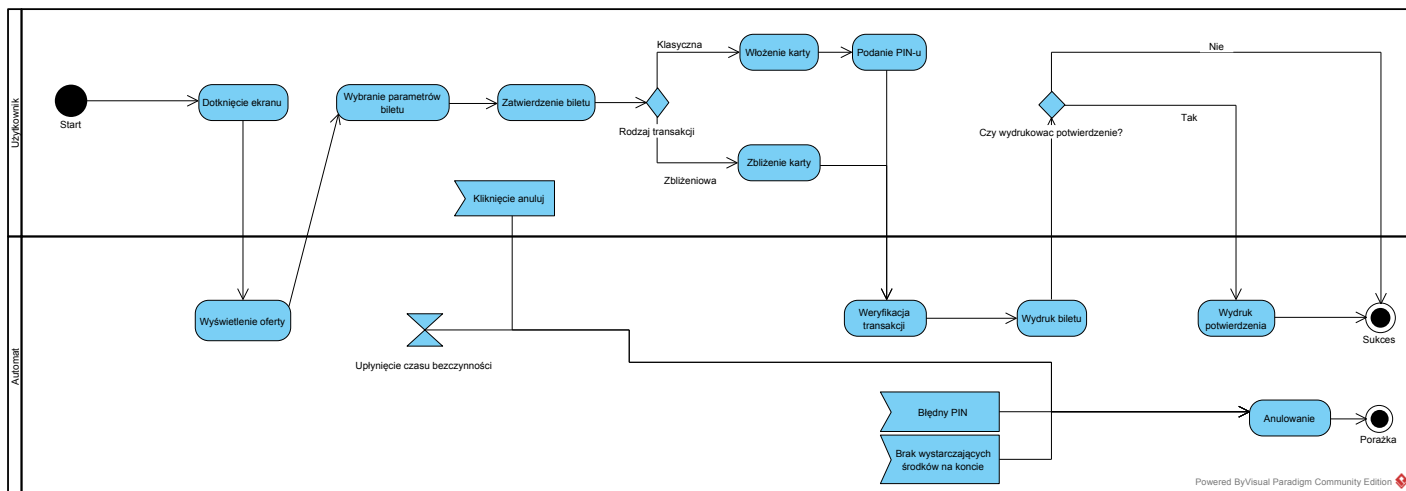 Użytkownik
Start
Dotknięcie ekranu
Wybranie parametrów
biletu
Zatwierdzenie biletu
Rodzaj transakcji
Klasyczna
Włożenie karty
Podanie PIN-u
Zbliżeniowa
Zbliżenie karty
Kliknięcie anuluj
Czy wydrukowac potwierdzenie?
Nie
Tak
Automat
Wyświetlenie oferty
Upłynięcie czasu bezczynności
Weryfikacja
transakcji
Wydruk biletu
Wydruk
potwierdzenia
Sukces
Błędny PIN
Brak wystarczających
środków na koncie
Anulowanie
Porażka
Powered ByVisual Paradigm Community Edition